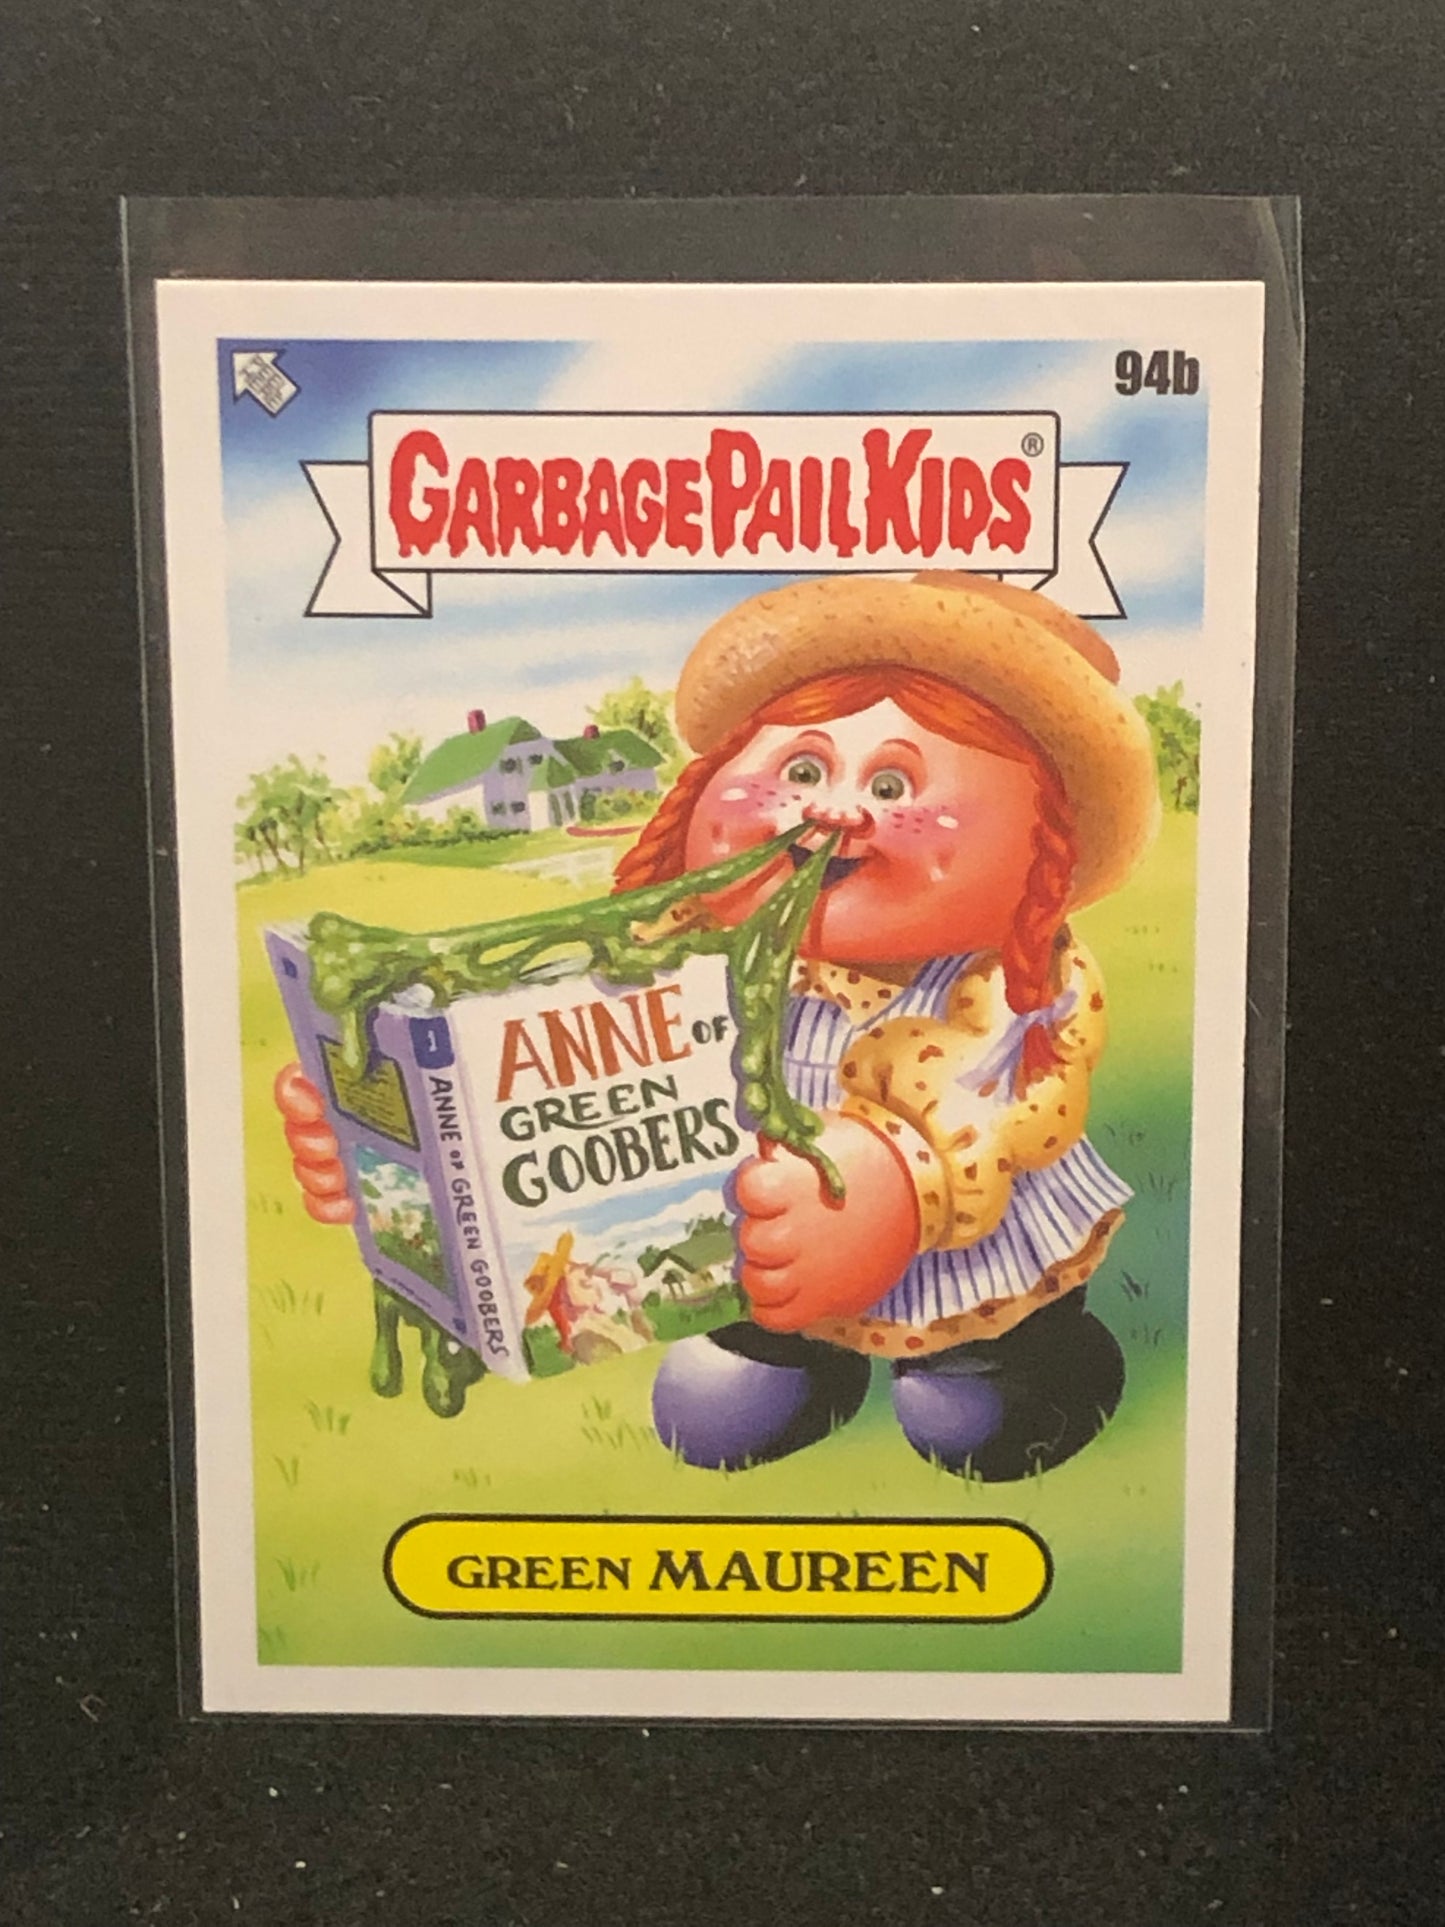 94b
GARBAGE PAIL KIDS®
ANNE OF
GREEN
GOOBERS
ANNE OF GREEN GOOBERS
GREEN MAUREEN